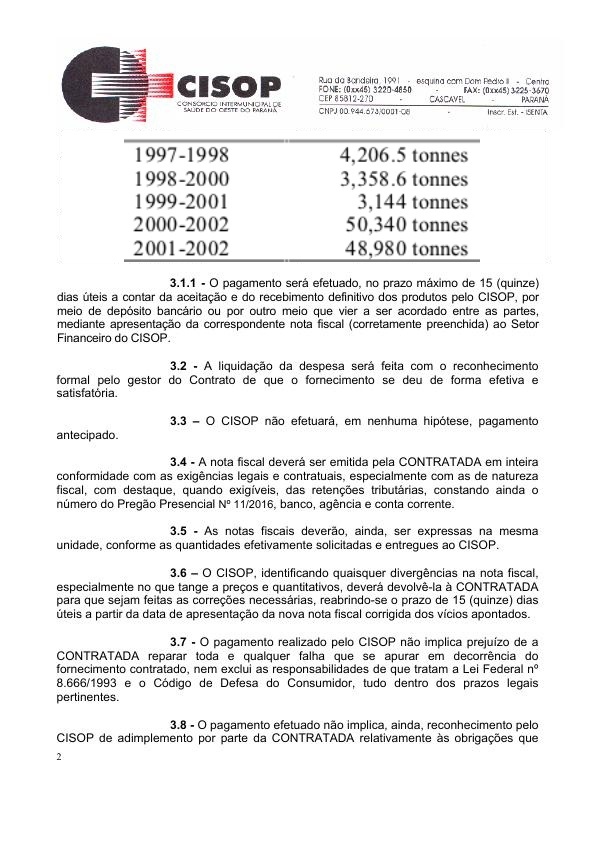 CISOP
CONSÓRCIO INTERMUNICIPAL DE
SAÚDE DO OESTE DO PARANÁ
Rua da Bandeira, 1991 - esquina com Dom Pedro II - Centro
FONE: (0xx45) 3220-4850 - FAX: (0xx45) 3225-3670
CEP 85812-270 - CASCAVEL - PARANÁ
CNPJ 00.944.673/0001-08 - Inscr. Est. - ISENTA
1997-1998 4,206.5 tonnes
1998-2000 3,358.6 tonnes
1999-2001 3,144 tonnes
2000-2002 50,340 tonnes
2001-2002 48,980 tonnes
3.1.1 - O pagamento será efetuado, no prazo máximo de 15 (quinze)
dias úteis a contar da aceitação e do recebimento definitivo dos produtos pelo CISOP, por
meio de depósito bancário ou por outro meio que vier a ser acordado entre as partes,
mediante apresentação da correspondente nota fiscal (corretamente preenchida) ao Setor
Financeiro do CISOP.
3.2 - A liquidação da despesa será feita com o reconhecimento
formal pelo gestor do Contrato de que o fornecimento se deu de forma efetiva e
satisfatória.
3.3 – O CISOP não efetuará, em nenhuma hipótese, pagamento
antecipado.
3.4 - A nota fiscal deverá ser emitida pela CONTRATADA em inteira
conformidade com as exigências legais e contratuais, especialmente com as de natureza
fiscal, com destaque, quando exigíveis, das retenções tributárias, constando ainda o
número do Pregão Presencial Nº 11/2016, banco, agência e conta corrente.
3.5 - As notas fiscais deverão, ainda, ser expressas na mesma
unidade, conforme as quantidades efetivamente solicitadas e entregues ao CISOP.
3.6 – O CISOP, identificando quaisquer divergências na nota fiscal,
especialmente no que tange a preços e quantitativos, deverá devolvê-la à CONTRATADA
para que sejam feitas as correções necessárias, reabrindo-se o prazo de 15 (quinze) dias
úteis a partir da data de apresentação da nova nota fiscal corrigida dos vícios apontados.
3.7 - O pagamento realizado pelo CISOP não implica prejuízo de a
CONTRATADA reparar toda e qualquer falha que se apurar em decorrência do
fornecimento contratado, nem exclui as responsabilidades de que tratam a Lei Federal nº
8.666/1993 e o Código de Defesa do Consumidor, tudo dentro dos prazos legais
pertinentes.
3.8 - O pagamento efetuado não implica, ainda, reconhecimento pelo
CISOP de adimplemento por parte da CONTRATADA relativamente às obrigações que
2